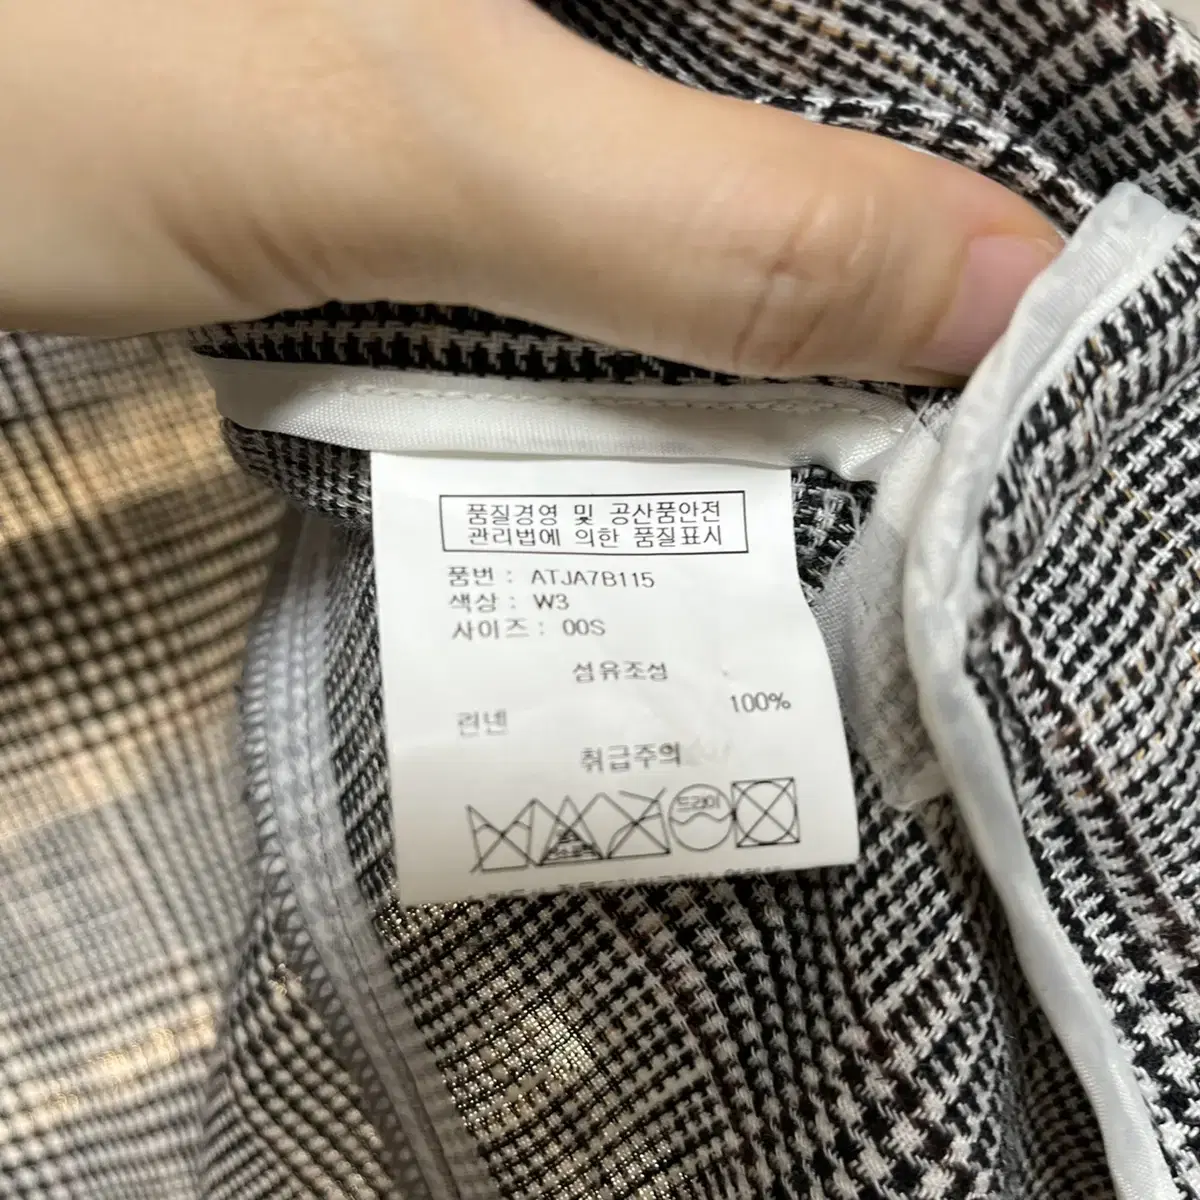 품질경영 및 공산품안전
관리법에 의한 품질표시
품번 : ATJA7B115
색상 : W3
사이즈 : 00S
섬유조성
린넨 100%
취급주의
드라이